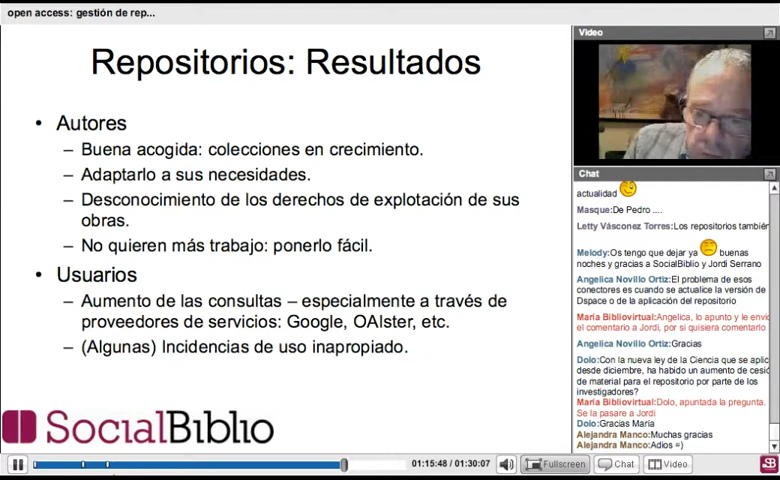 open access: gestión de rep...
Repositorios: Resultados
• Autores
– Buena acogida: colecciones en crecimiento.
– Adaptarlo a sus necesidades.
– Desconocimiento de los derechos de explotación de sus
obras.
– No quieren más trabajo: ponerlo fácil.
• Usuarios
– Aumento de las consultas – especialmente a través de
proveedores de servicios: Google, OAIster, etc.
– (Algunas) Incidencias de uso inapropiado.
SocialBiblio
Video
Chat
actualidad
Masque:De Pedro ....
Letty Vásconez Torres:Los repositorios tambié
Melody:Os tengo que dejar ya buenas
noches y gracias a SocialBiblio y Jordi Serrano
Angelica Novillo Ortiz:El problema de esos
conectores es cuando se actualice la versión de
Dspace o de la aplicación del repositorio
María Bibliovirtual:Angelica, lo apunto y le envi
el comentario a Jordi, por si quisiera comentarlo
Angelica Novillo Ortiz:Gracias
Dolo:Con la nueva ley de la Ciencia que se aplic
desde diciembre, ha habido un aumento de cesió
de material para el repositorio por parte de los
investigadores?
María Bibliovirtual:Dolo, apuntada la pregunta.
Se la pasare a Jordi
Dolo:Gracias María
Alejandra Manco:Muchas gracias
Alejandra Manco:Adios =)
01:15:48 / 01:30:07
Fullscreen
Chat
Video
SB